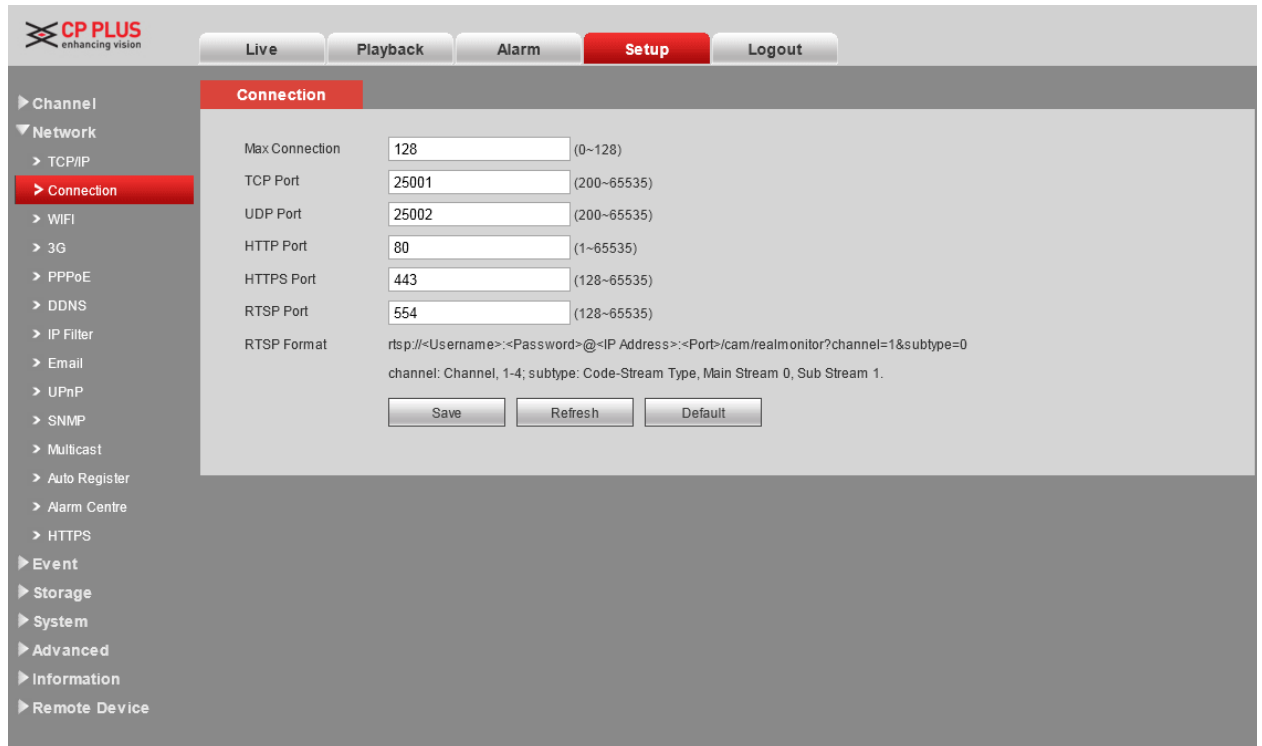 CP PLUS
enhancing vision
Live Playback Alarm Setup Logout
Channel
Network
> TCP/IP
> Connection
> WIFI
> 3G
> PPPoE
> DDNS
> IP Filter
> Email
> UPnP
> SNMP
> Multicast
> Auto Register
> Alarm Centre
> HTTPS
Event
Storage
System
Advanced
Information
Remote Device
Connection
Max Connection 128 (0~128)
TCP Port 25001 (200~65535)
UDP Port 25002 (200~65535)
HTTP Port 80 (1~65535)
HTTPS Port 443 (128~65535)
RTSP Port 554 (128~65535)
RTSP Format rtsp://<Username>:<Password>@<IP Address>:<Port>/cam/realmonitor?channel=1&subtype=0
channel: Channel, 1-4; subtype: Code-Stream Type, Main Stream 0, Sub Stream 1.
Save Refresh Default